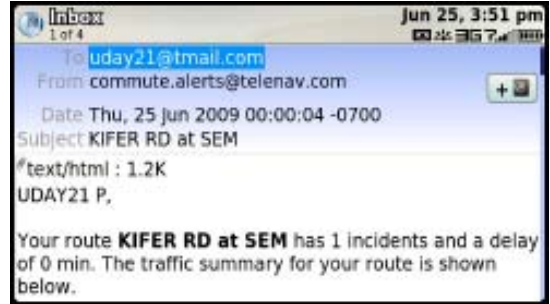 Inbox
Jun 25, 3:51 pm
1 of 4
3G
To uday21@tmail.com
From commute.alerts@telenav.com
Date Thu, 25 Jun 2009 00:00:04 -0700
Subject KIFER RD at SEM
text/html : 1.2K
UDAY21 P,
Your route KIFER RD at SEM has 1 incidents and a delay
of 0 min. The traffic summary for your route is shown
below.